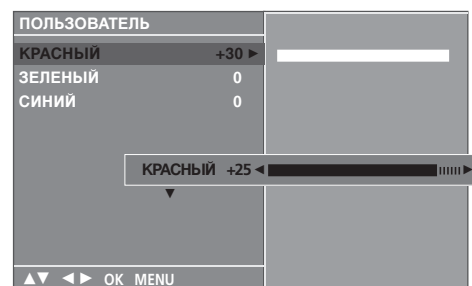 ПОЛЬЗОВАТЕЛЬ
КРАСНЫЙ +30 ►
ЗЕЛЕНЫЙ 0
СИНИЙ 0
КРАСНЫЙ +25 ◄ ►
▼
▲▼ ◄► OK MENU